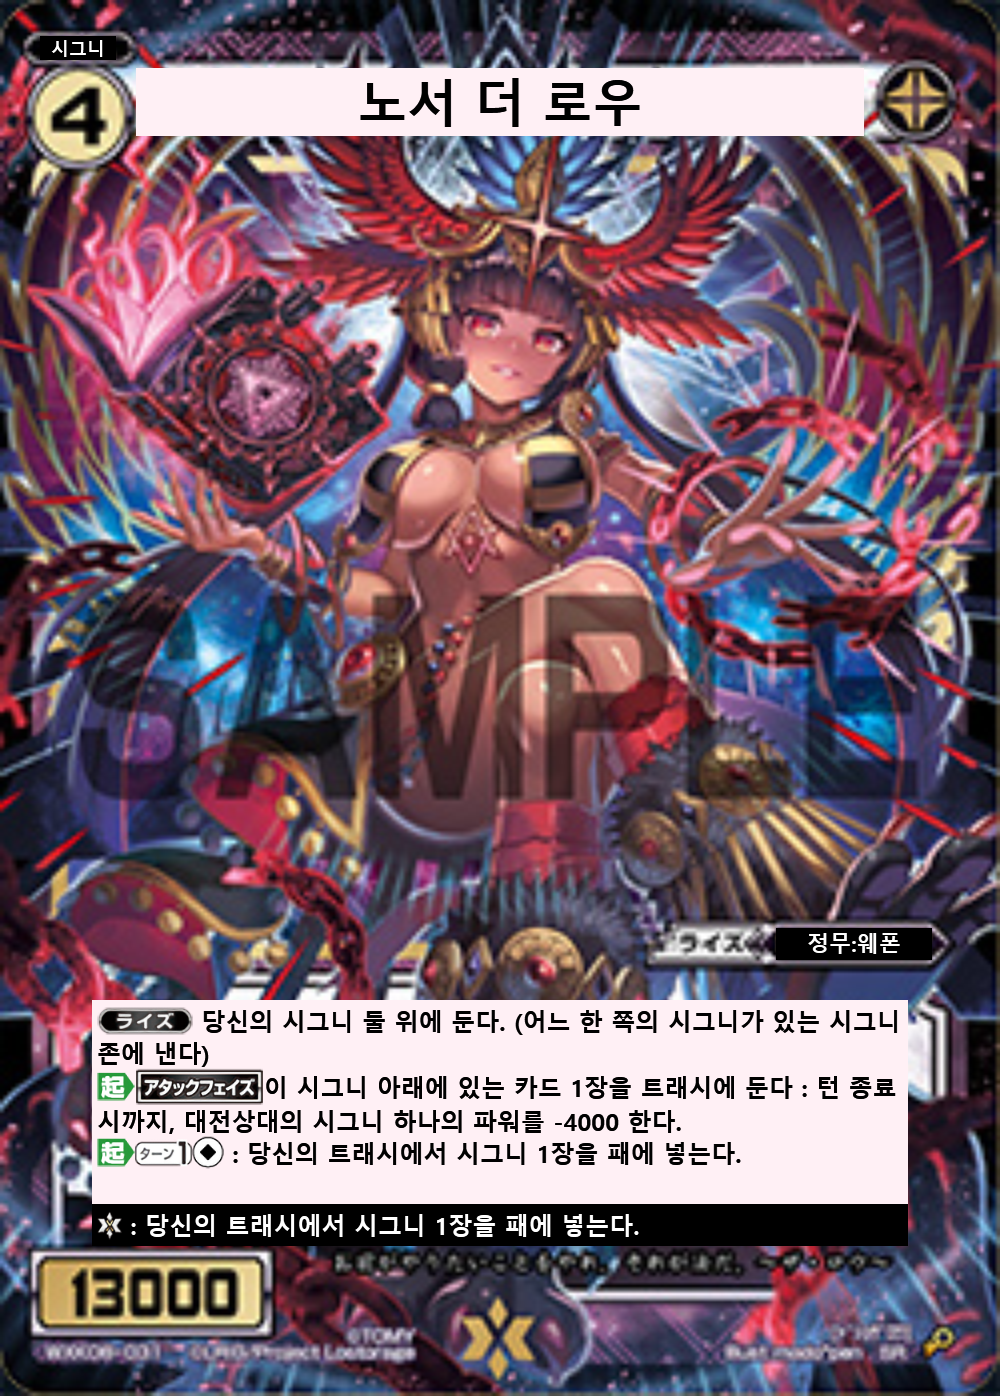 시그니
4
노서 더 로우
SAMPLE
ライズ 정무:웨폰
ライズ 당신의 시그니 둘 위에 둔다. (어느 한 쪽의 시그니가 있는 시그니
존에 낸다)
起 アタックフェイズ 이 시그니 아래에 있는 카드 1장을 트래시에 둔다 : 턴 종료
시까지, 대전상대의 시그니 하나의 파워를 -4000 한다.
起 ターン1 : 당신의 트래시에서 시그니 1장을 패에 넣는다.
: 당신의 트래시에서 시그니 1장을 패에 넣는다.
13000
©TOMY
©LRIG/Project Lostorage
SR